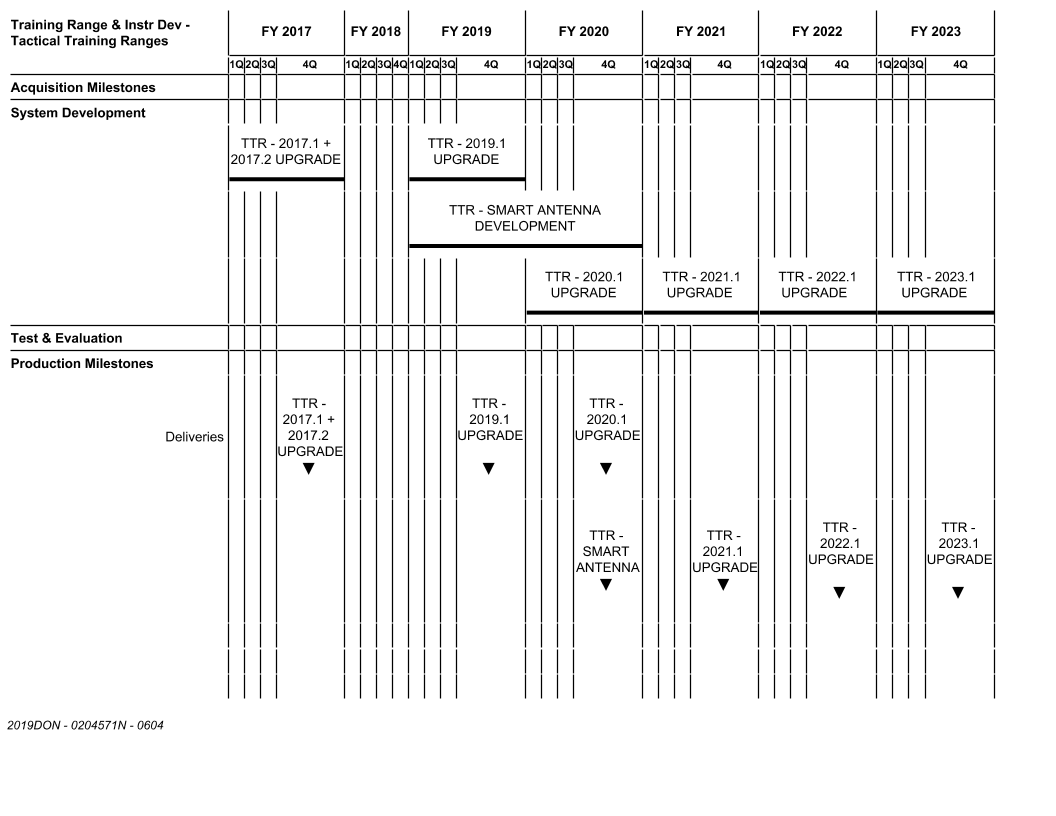 Training Range & Instr Dev -
Tactical Training Ranges
FY 2017 FY 2018 FY 2019 FY 2020 FY 2021 FY 2022 FY 2023
1Q 2Q 3Q 4Q 1Q 2Q 3Q 4Q 1Q 2Q 3Q 4Q 1Q 2Q 3Q 4Q 1Q 2Q 3Q 4Q 1Q 2Q 3Q 4Q 1Q 2Q 3Q 4Q
Acquisition Milestones
System Development
TTR - 2017.1 +
2017.2 UPGRADE
TTR - 2019.1
UPGRADE
TTR - SMART ANTENNA
DEVELOPMENT
TTR - 2020.1
UPGRADE
TTR - 2021.1
UPGRADE
TTR - 2022.1
UPGRADE
TTR - 2023.1
UPGRADE
Test & Evaluation
Production Milestones
Deliveries
TTR -
2017.1 +
2017.2
UPGRADE
TTR -
2019.1
UPGRADE
TTR -
2020.1
UPGRADE
TTR -
SMART
ANTENNA
TTR -
2021.1
UPGRADE
TTR -
2022.1
UPGRADE
TTR -
2023.1
UPGRADE
2019DON - 0204571N - 0604